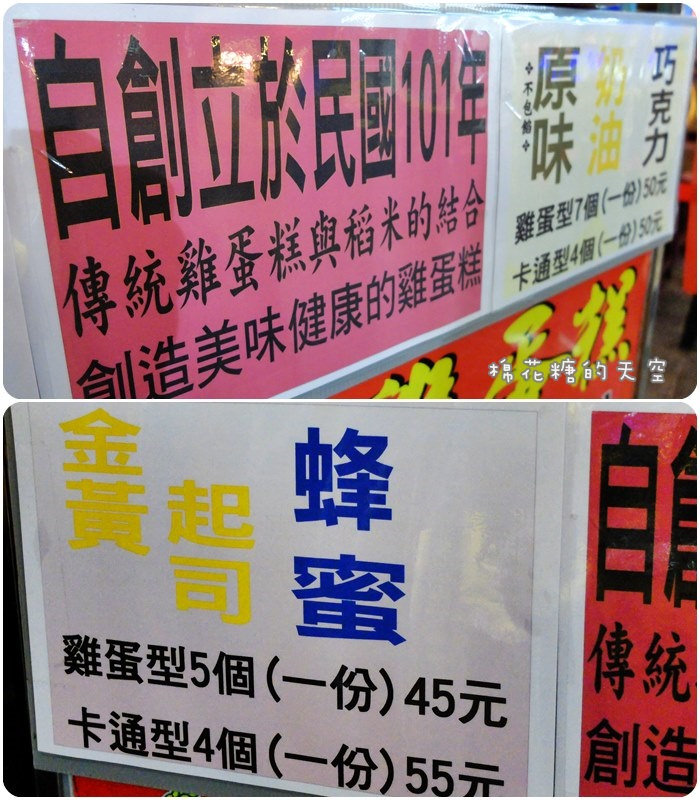 自創立於民國101年
傳統雞蛋糕與稻米的結合
創造美味健康的雞蛋糕
原味
❖不包餡❖
奶油
巧克力
雞蛋型7個(一份)50元
卡通型4個(一份)50元
雞蛋糕
棉花糖的天空
金黃
起司
蜂蜜
雞蛋型5個(一份)45元
卡通型4個(一份)55元
自創
傳統
創造